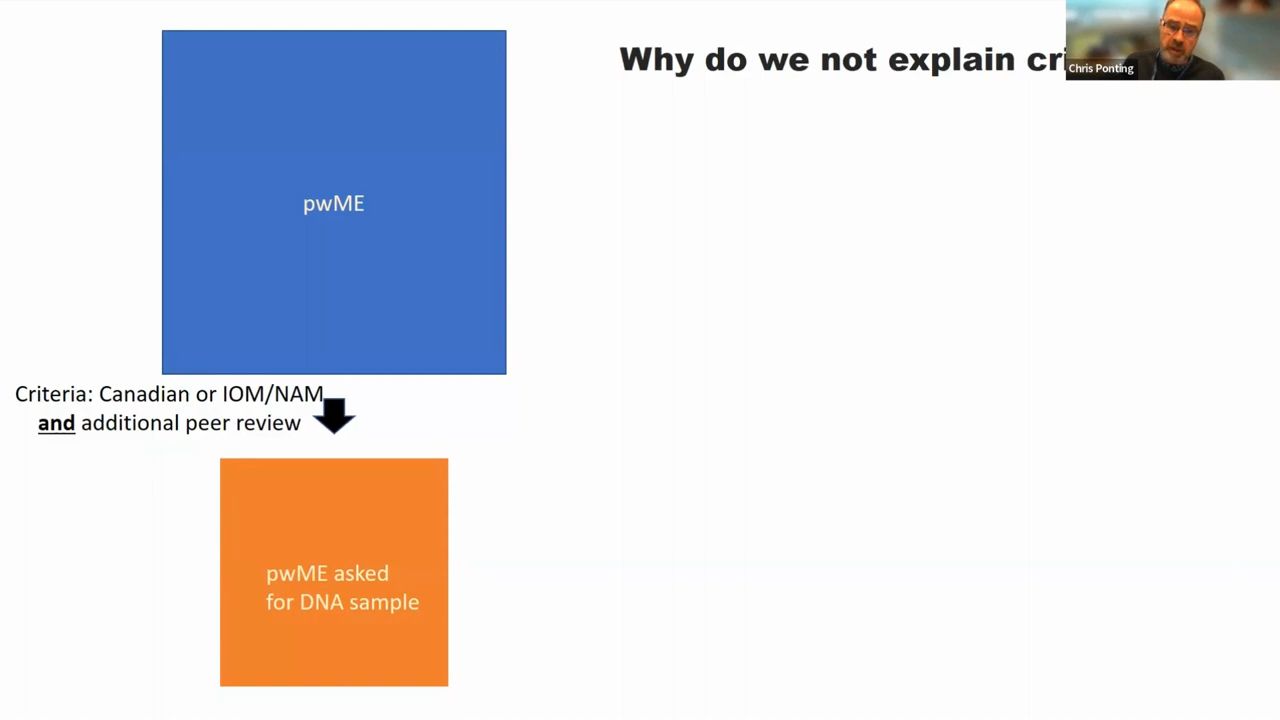 Why do we not explain
Chris Ponting
pwME
Criteria: Canadian or IOM/NAM
and additional peer review
pwME asked
for DNA sample